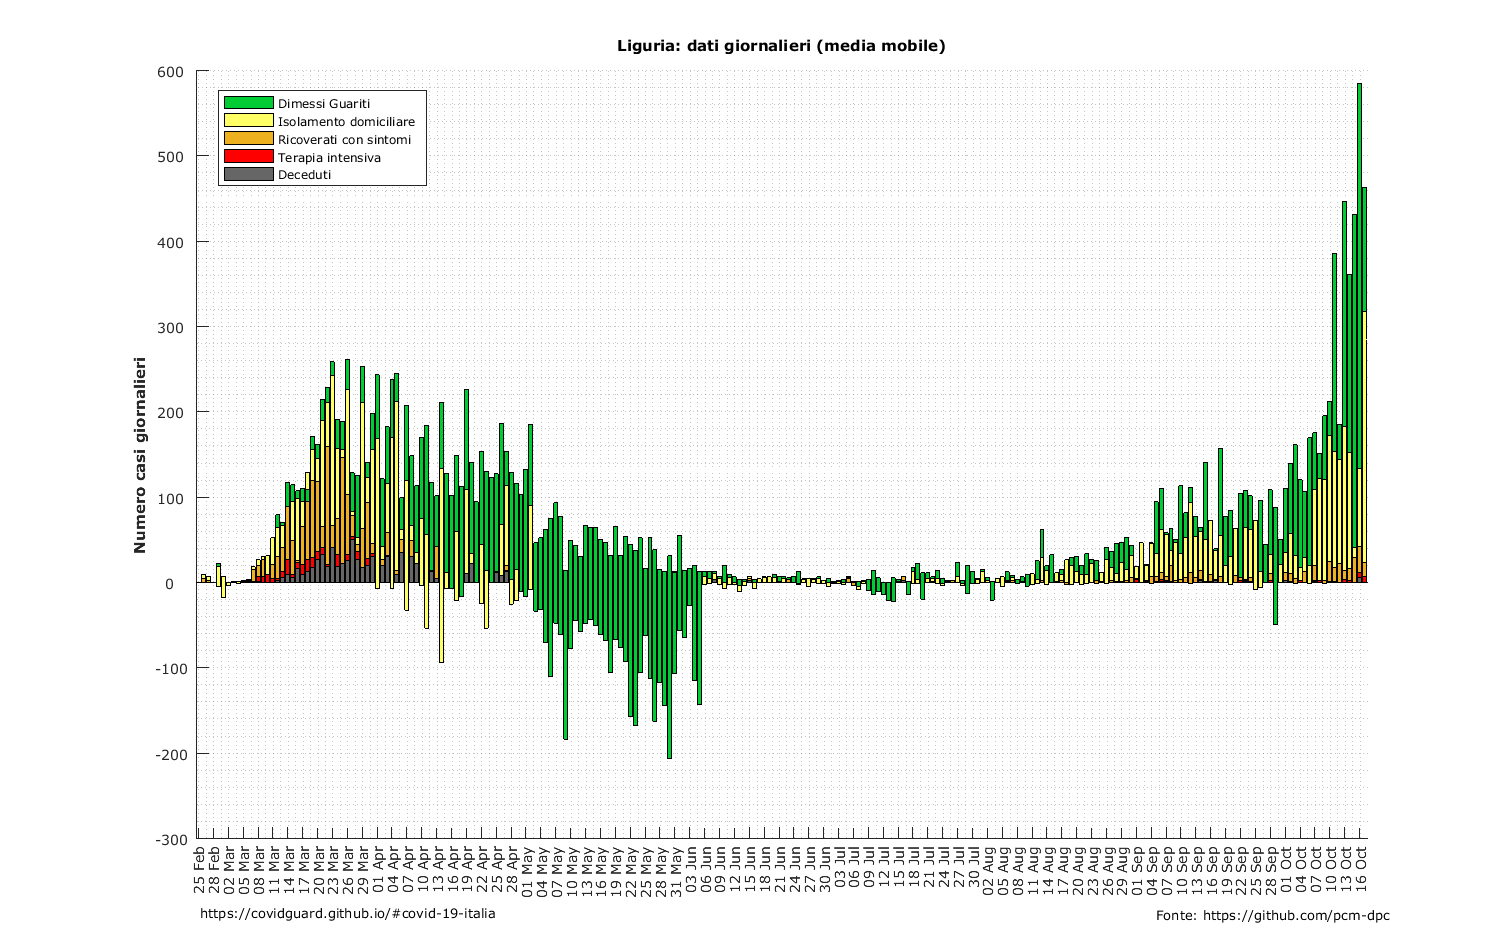 Liguria: dati giornalieri (media mobile)
Numero casi giornalieri
600
500
400
300
200
100
0
-100
-200
-300
Dimessi Guariti
Isolamento domiciliare
Ricoverati con sintomi
Terapia intensiva
Deceduti
25 Feb
28 Feb
02 Mar
05 Mar
08 Mar
11 Mar
14 Mar
17 Mar
20 Mar
23 Mar
26 Mar
29 Mar
01 Apr
04 Apr
07 Apr
10 Apr
13 Apr
16 Apr
19 Apr
22 Apr
25 Apr
28 Apr
01 May
04 May
07 May
10 May
13 May
16 May
19 May
22 May
25 May
28 May
31 May
03 Jun
06 Jun
09 Jun
12 Jun
15 Jun
18 Jun
21 Jun
24 Jun
27 Jun
30 Jun
03 Jul
06 Jul
09 Jul
12 Jul
15 Jul
18 Jul
21 Jul
24 Jul
27 Jul
30 Jul
02 Aug
05 Aug
08 Aug
11 Aug
14 Aug
17 Aug
20 Aug
23 Aug
26 Aug
29 Aug
01 Sep
04 Sep
07 Sep
10 Sep
13 Sep
16 Sep
19 Sep
22 Sep
25 Sep
28 Sep
01 Oct
04 Oct
07 Oct
10 Oct
13 Oct
16 Oct
https://covidguard.github.io/#covid-19-italia
Fonte: https://github.com/pcm-dpc